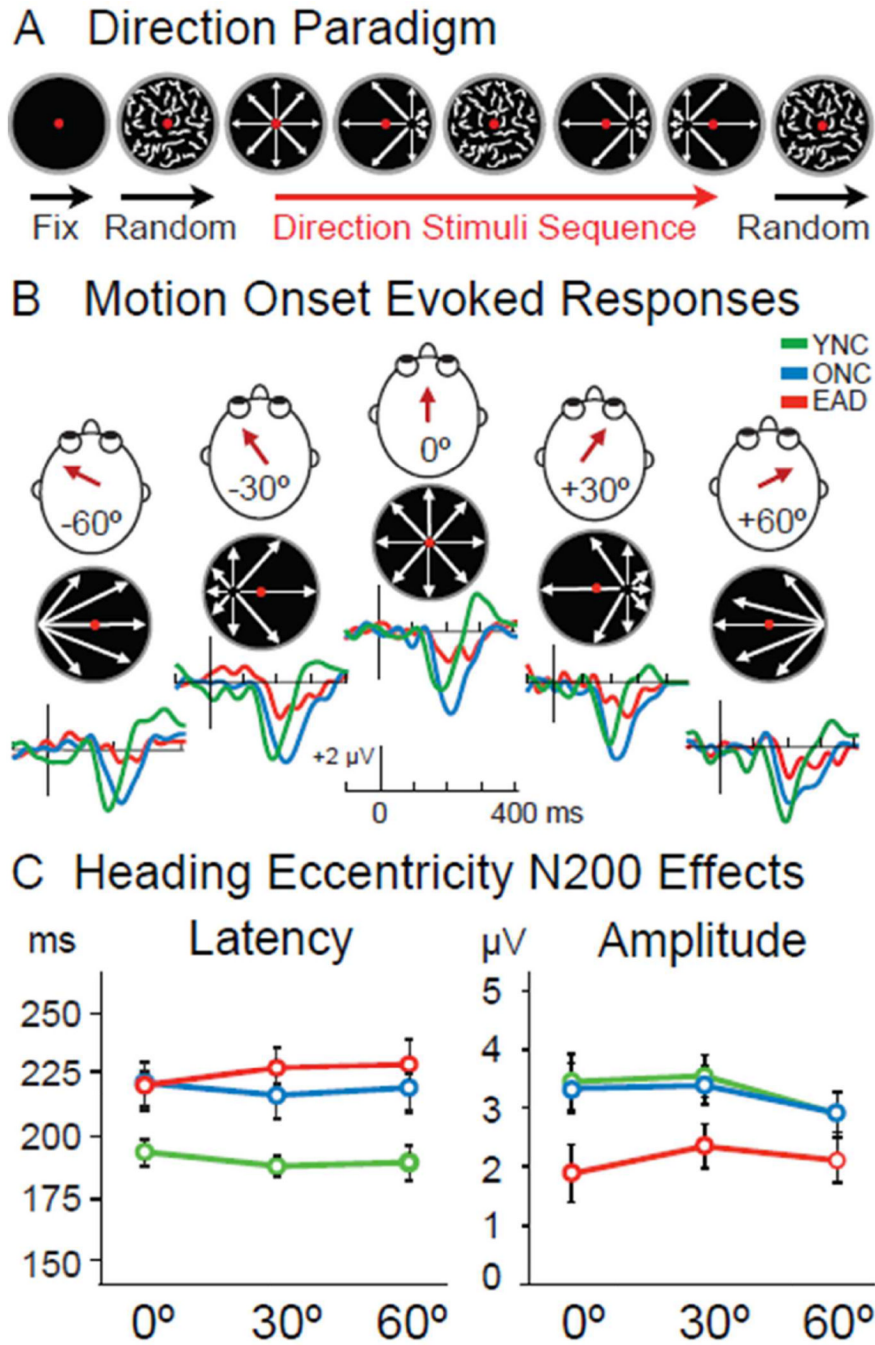 A Direction Paradigm
Fix Random Direction Stimuli Sequence Random
B Motion Onset Evoked Responses
YNC
ONC
EAD
0º
-30º +30º
-60º +60º
+2 µV
0 400 ms
C Heading Eccentricity N200 Effects
ms Latency µV Amplitude
250
225
200
175
150
0º 30º 60º
5
4
3
2
1
0
0º 30º 60º